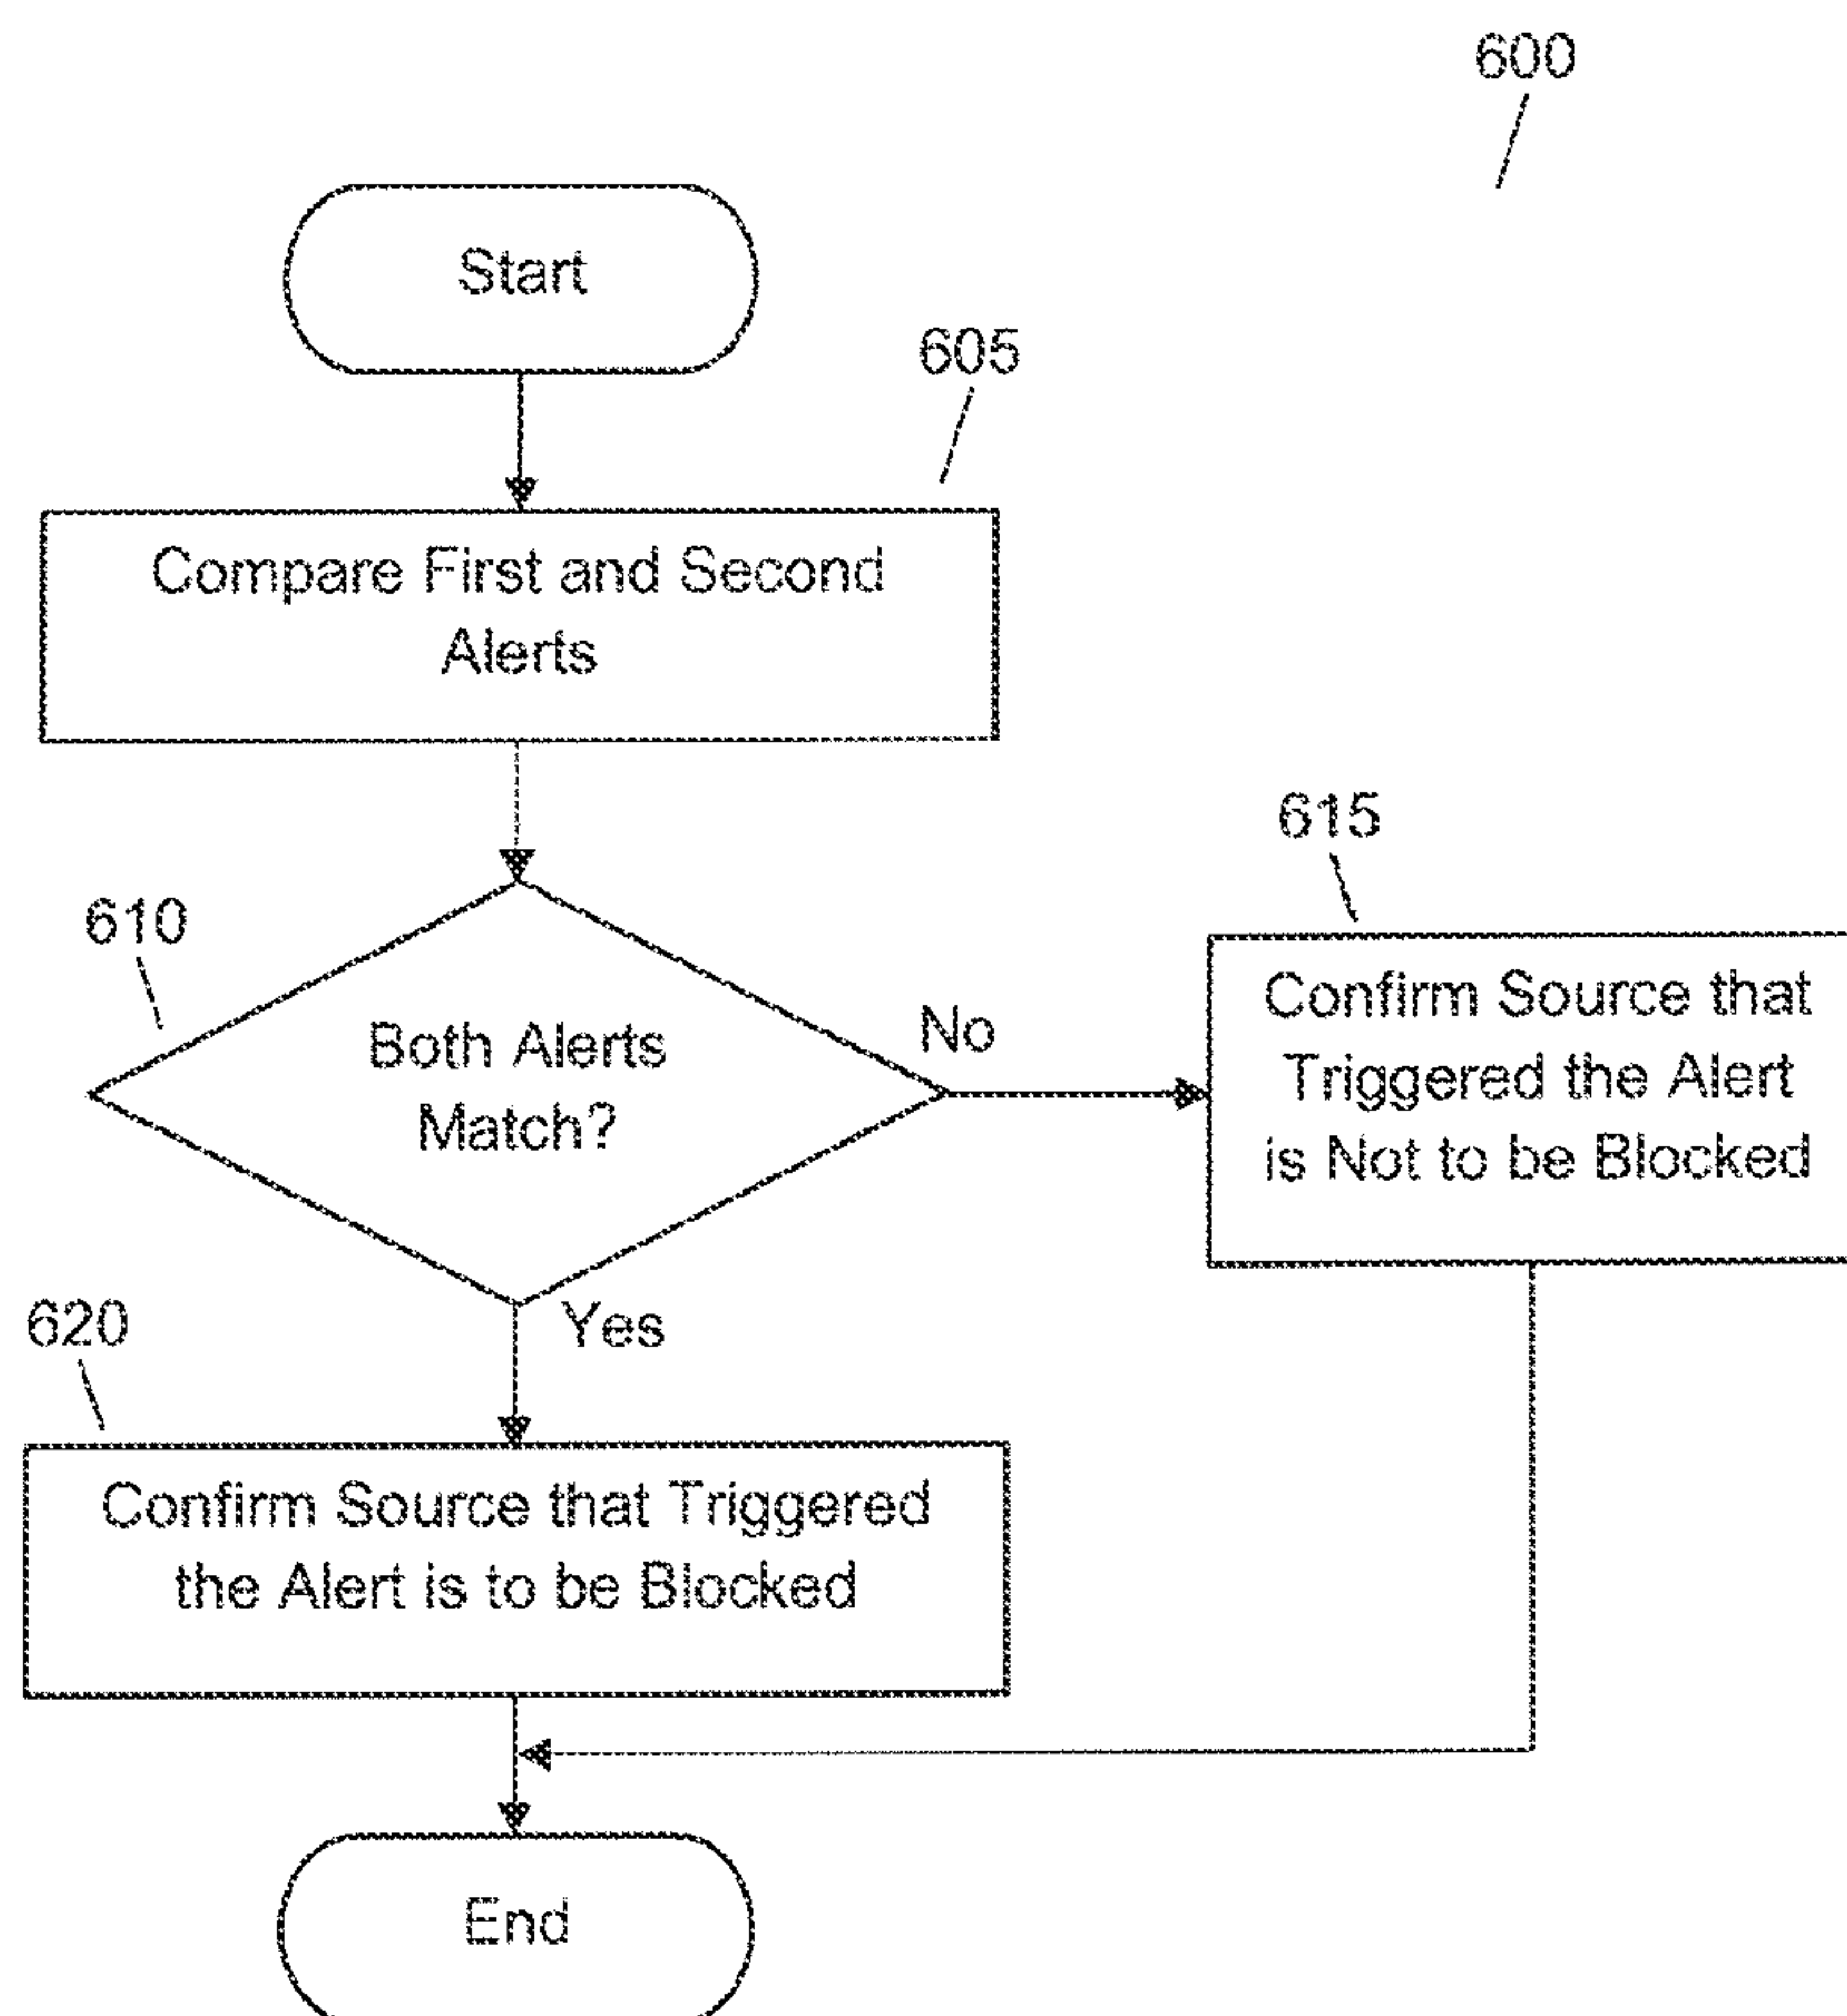 600
Start
605
Compare First and Second
Alerts
610
Both Alerts
Match?
No
615
Confirm Source that
Triggered the Alert
is Not to be Blocked
Yes
620
Confirm Source that Triggered
the Alert is to be Blocked
End